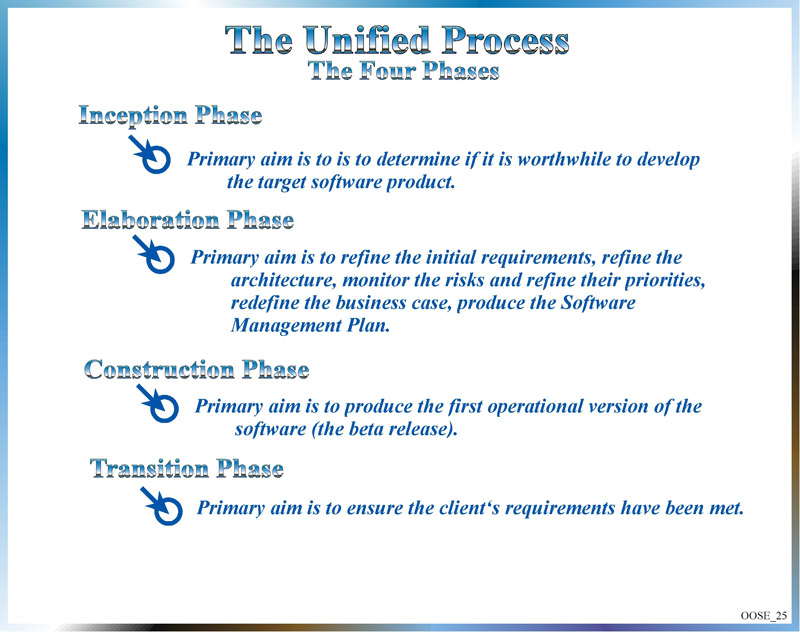 The Unified Process
The Four Phases
Inception Phase
Primary aim is to is to determine if it is worthwhile to develop
the target software product.
Elaboration Phase
Primary aim is to refine the initial requirements, refine the
architecture, monitor the risks and refine their priorities,
redefine the business case, produce the Software
Management Plan.
Construction Phase
Primary aim is to produce the first operational version of the
software (the beta release).
Transition Phase
Primary aim is to ensure the client‘s requirements have been met.
OOSE_25